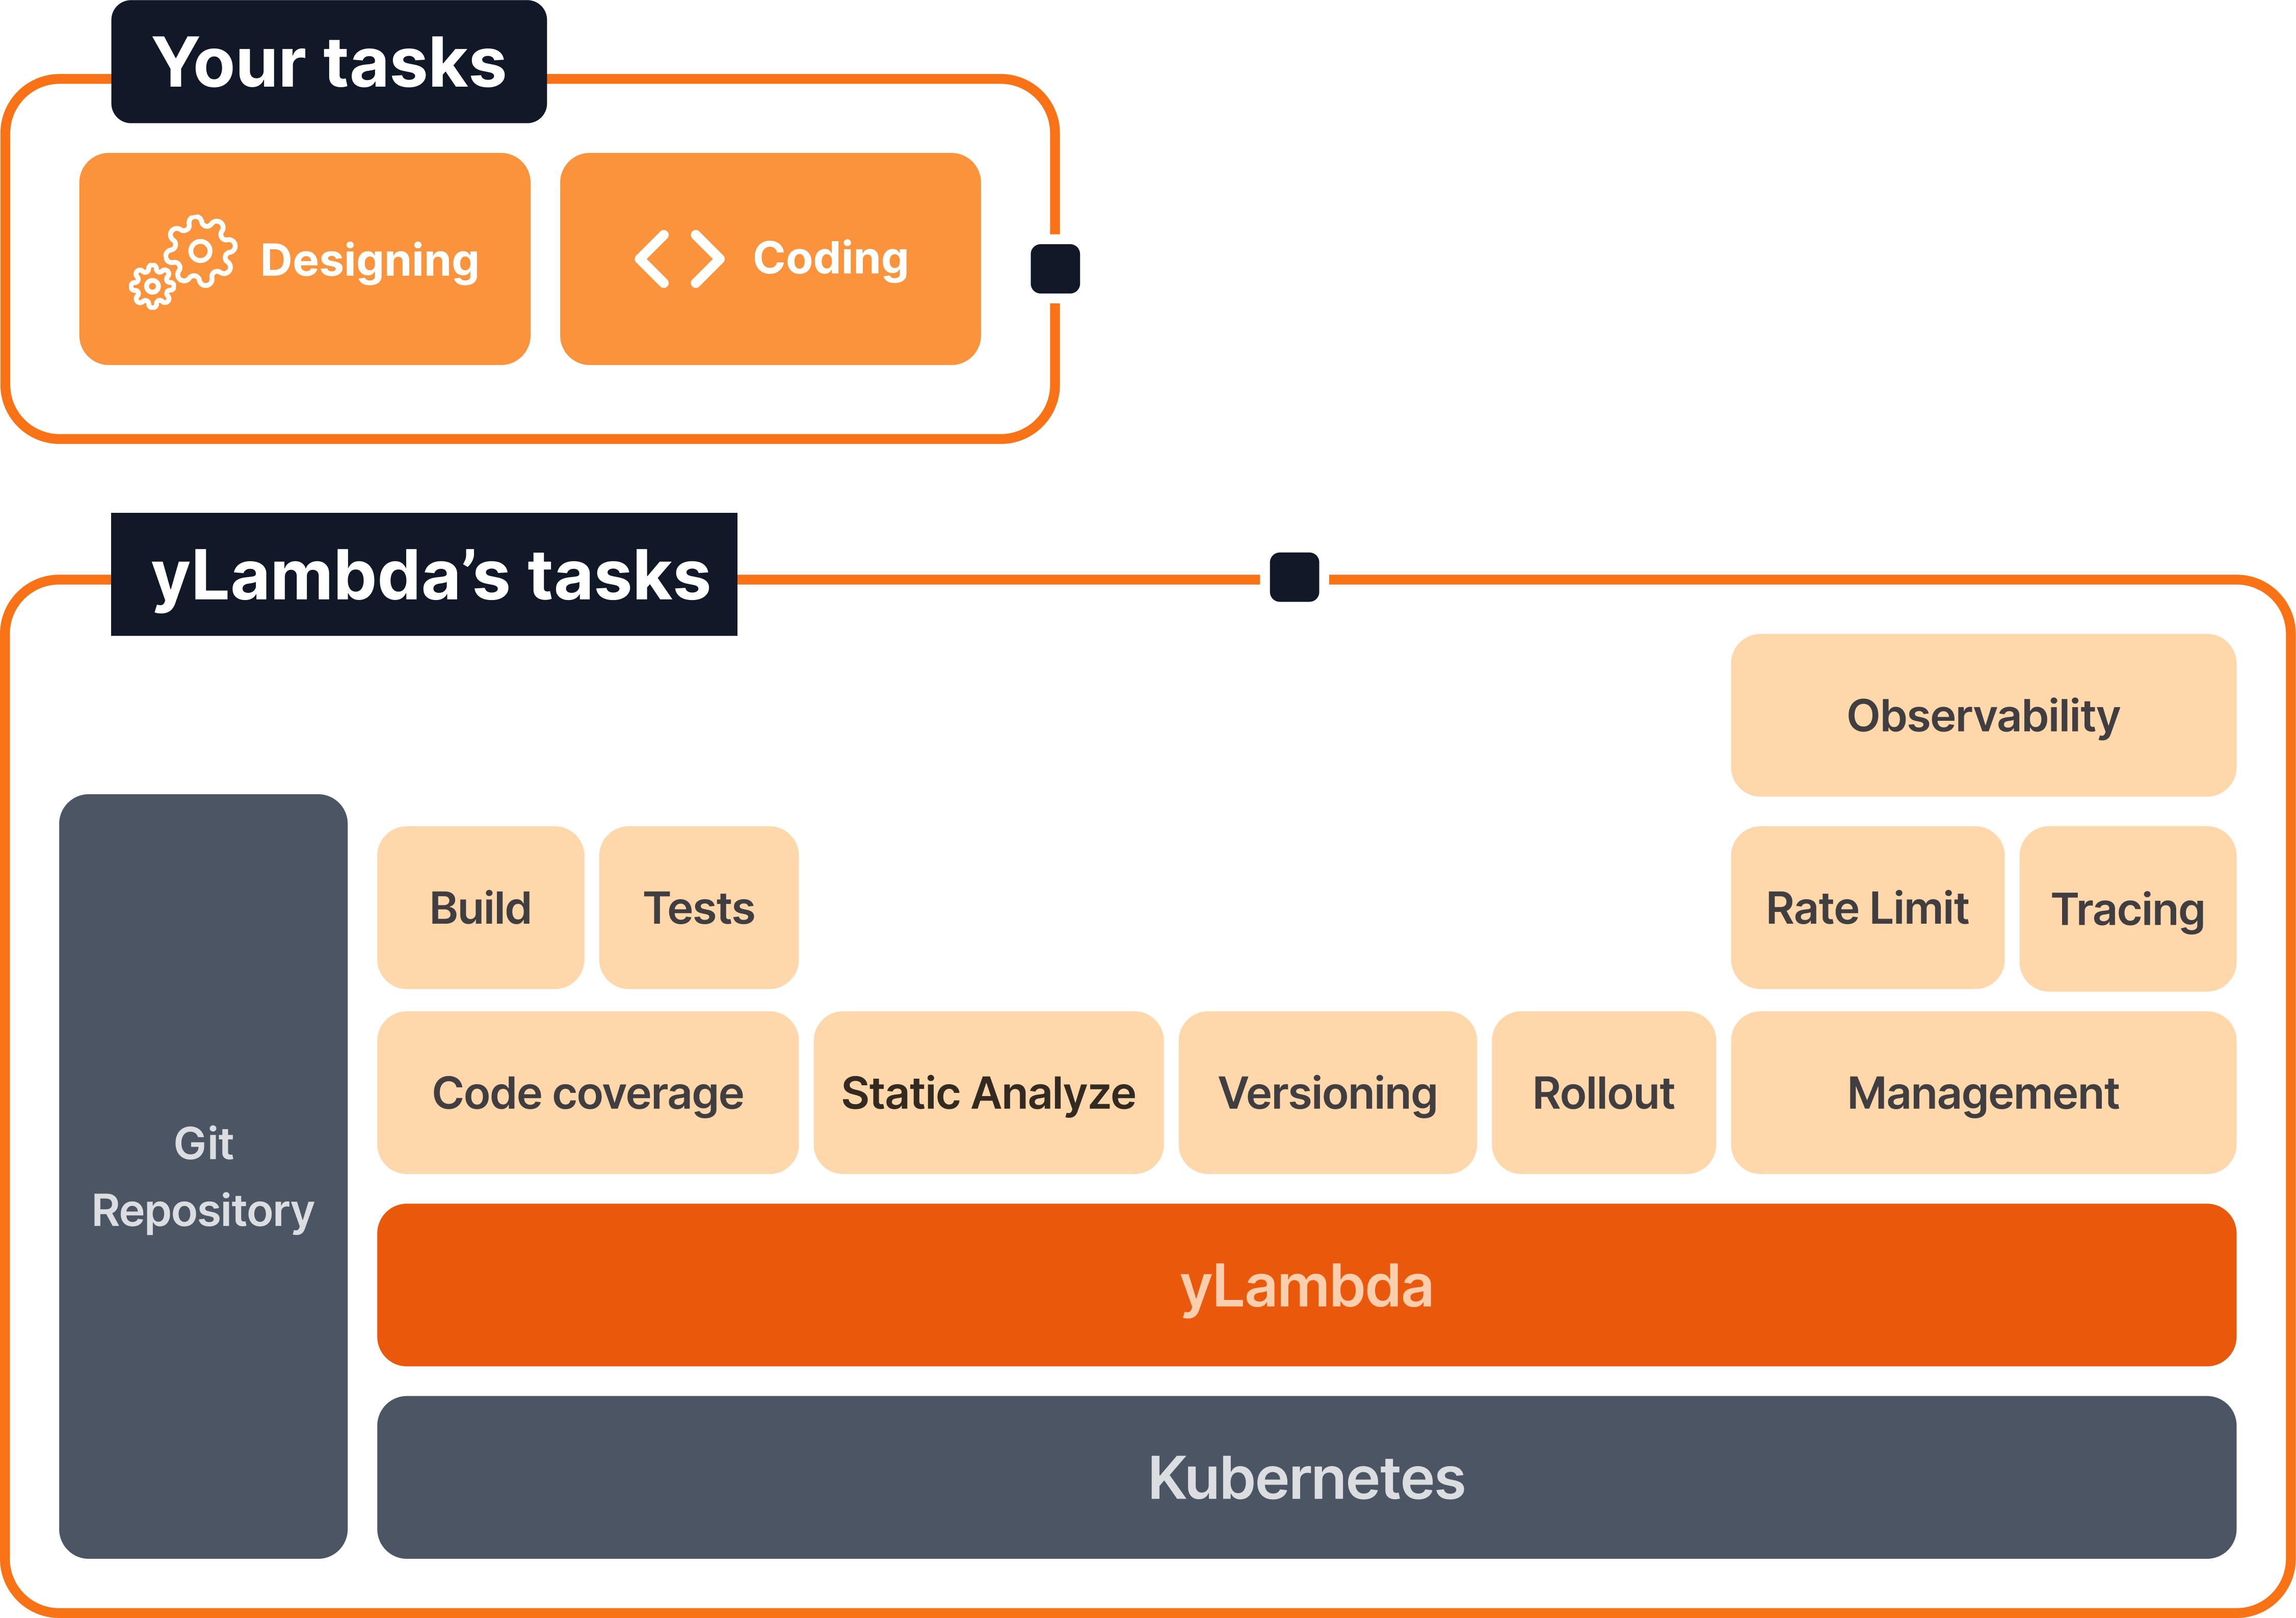 Your tasks
Designing
Coding
yLambda’s tasks
Observability
Build
Tests
Rate Limit
Tracing
Code coverage
Static Analyze
Versioning
Rollout
Management
Git
Repository
yLambda
Kubernetes